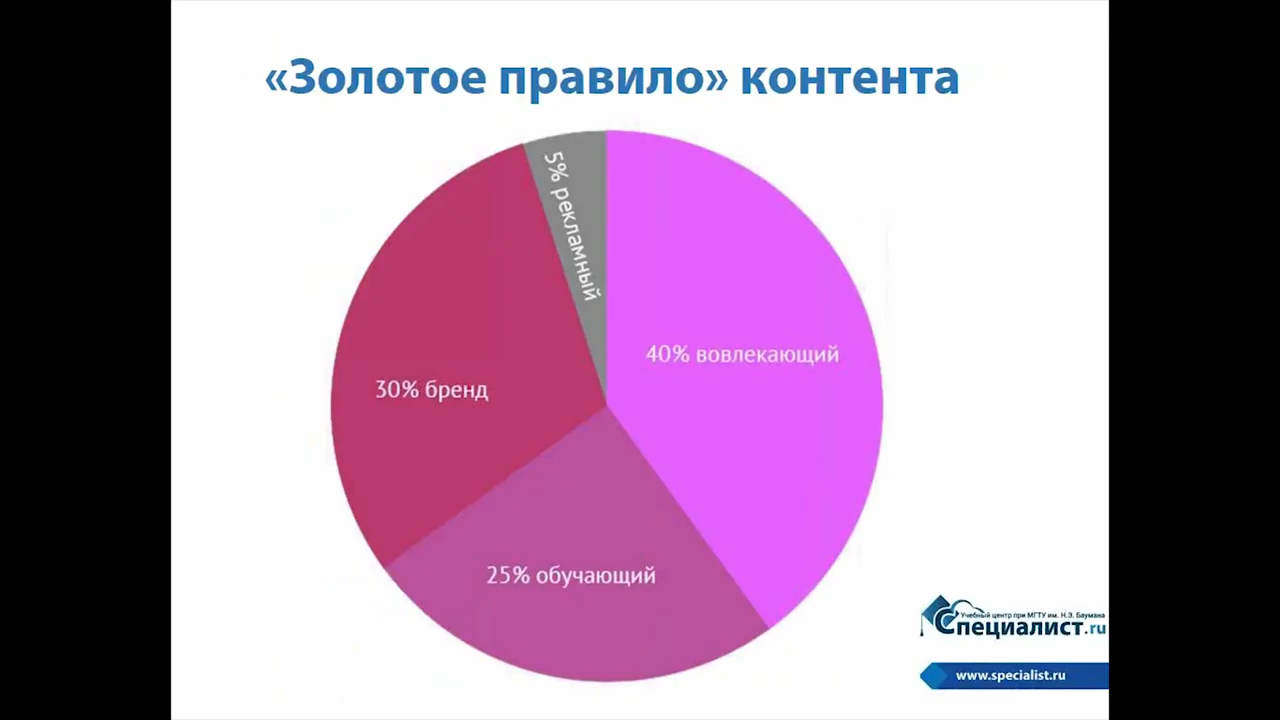 «Золотое правило» контента
5% рекламный
40% вовлекающий
30% бренд
25% обучающий
Учебный центр при МГТУ им. Н.Э. Баумана
Специалист.ru
www.specialist.ru